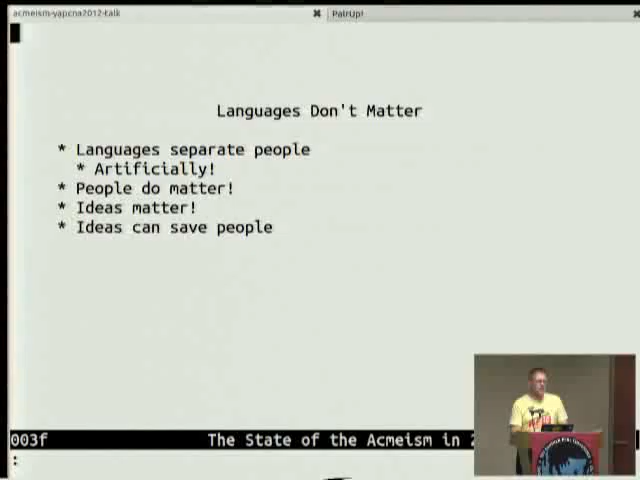 acmeism-yapcna2012-talk
PairUp!
Languages Don't Matter
* Languages separate people
* Artificially!
* People do matter!
* Ideas matter!
* Ideas can save people
003f
The State of the Acmeism in 2
: